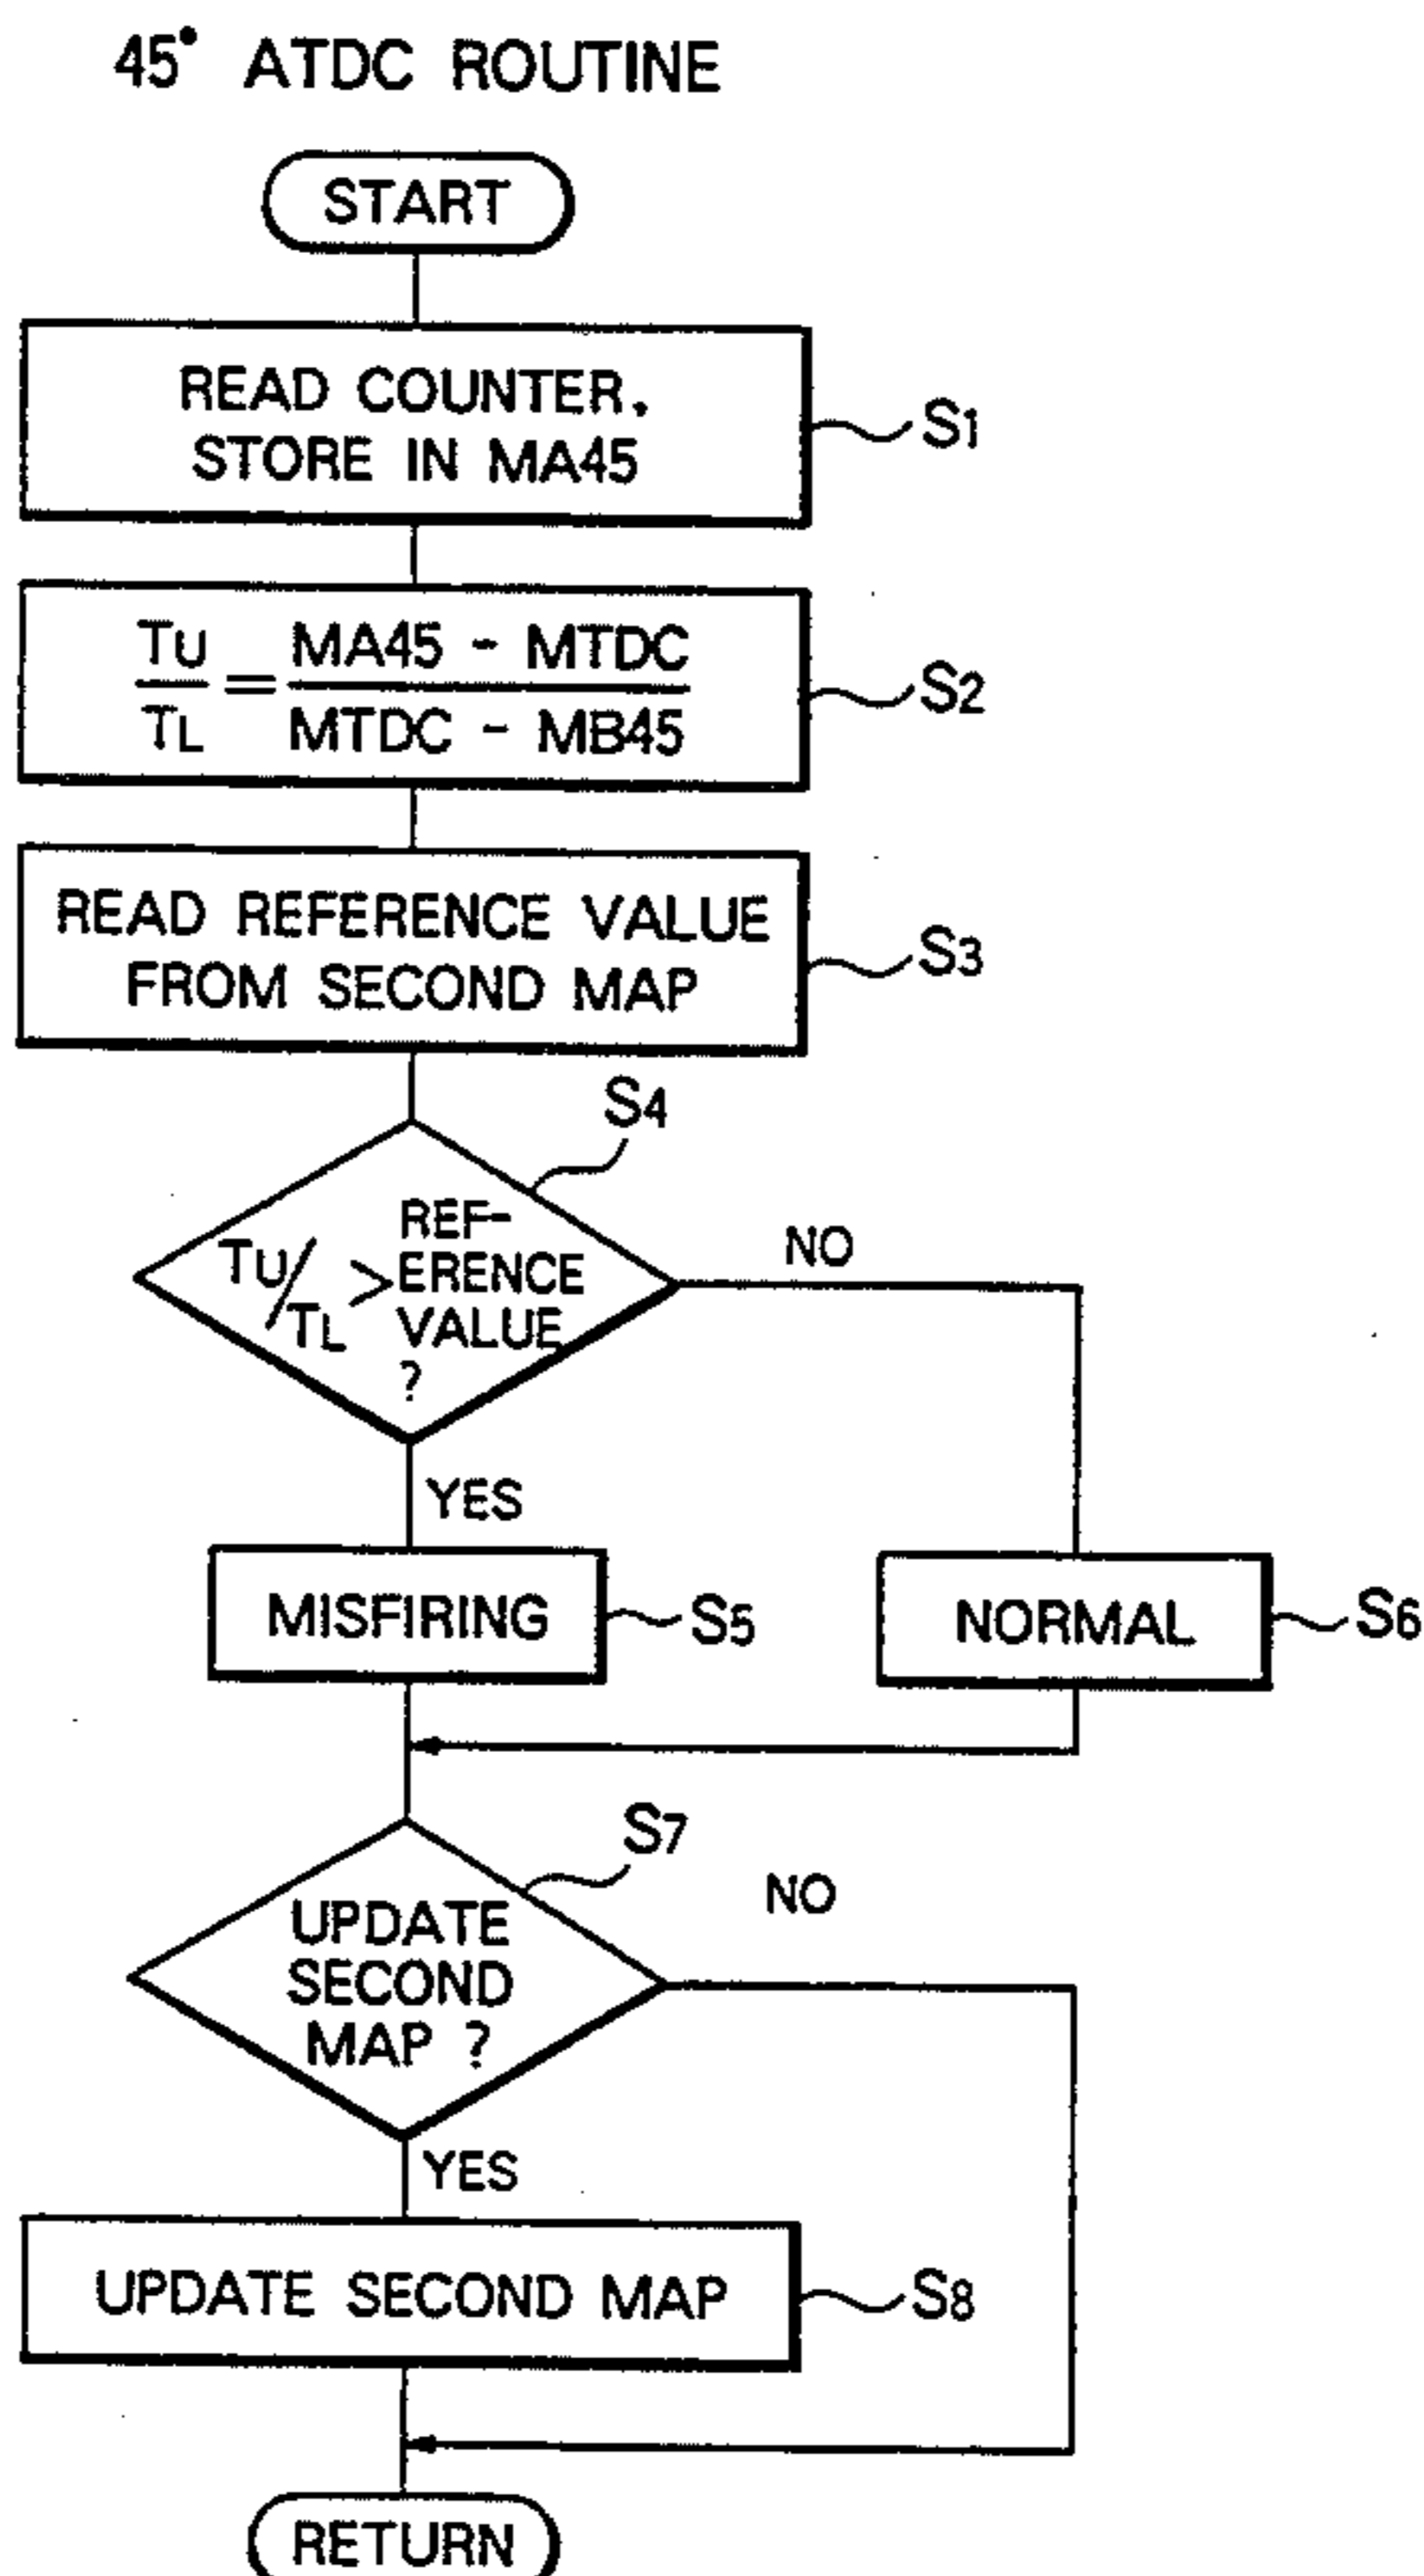 45° ATDC ROUTINE
START
READ COUNTER.
STORE IN MA45
S1
TU/TL = MA45 - MTDC/MTDC - MB45
S2
READ REFERENCE VALUE
FROM SECOND MAP
S3
S4
TU/TL > REF-
ERENCE
VALUE
?
NO
YES
MISFIRING
S5
NORMAL
S6
S7
UPDATE
SECOND
MAP ?
NO
YES
UPDATE SECOND MAP
S8
RETURN